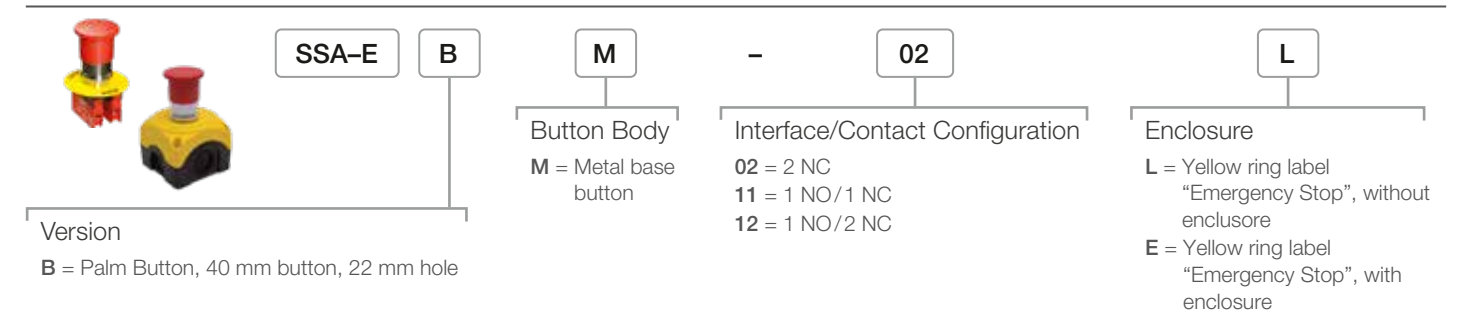 SSA–E B M – 02 L
Button Body
M = Metal base
button
Interface/Contact Configuration
02 = 2 NC
11 = 1 NO/1 NC
12 = 1 NO/2 NC
Enclosure
L = Yellow ring label
"Emergency Stop", without
enclusore
E = Yellow ring label
"Emergency Stop", with
enclosure
Version
B = Palm Button, 40 mm button, 22 mm hole